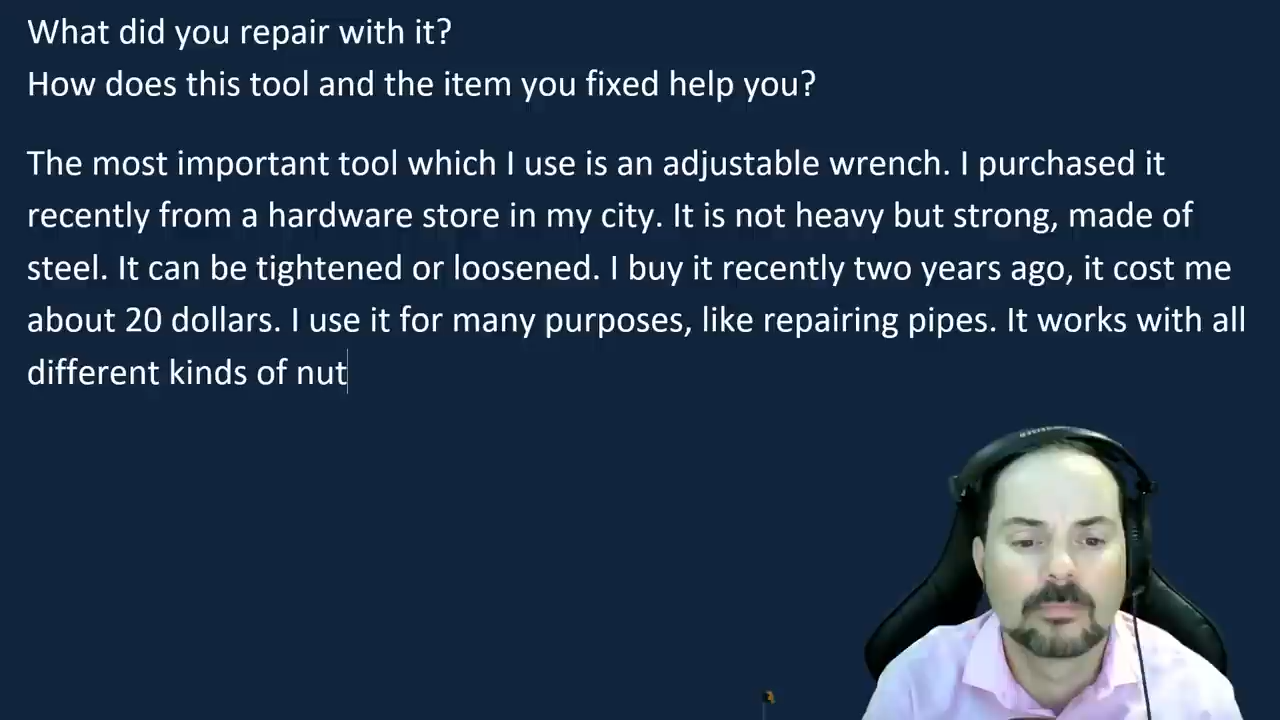 What did you repair with it?
How does this tool and the item you fixed help you?
The most important tool which I use is an adjustable wrench. I purchased it
recently from a hardware store in my city. It is not heavy but strong, made of
steel. It can be tightened or loosened. I buy it recently two years ago, it cost me
about 20 dollars. I use it for many purposes, like repairing pipes. It works with all
different kinds of nut